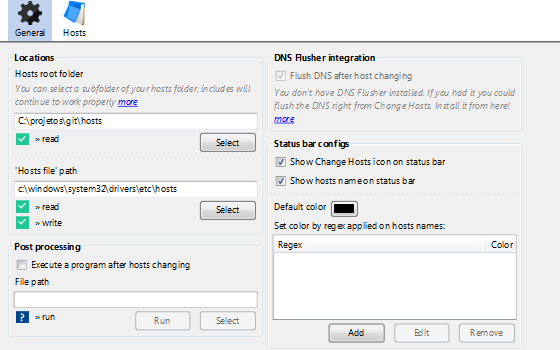 General
Hosts
Locations
Hosts root folder
You can select a subfolder of your hosts folder, includes will
continue to work properly more
C:\projetos\git\hosts
» read
Select
'Hosts file' path
c:\windows\system32\drivers\etc\hosts
» read
Select
» write
Post processing
Execute a program after hosts changing
File path
? » run
Run
Select
DNS Flusher integration
Flush DNS after host changing
You don't have DNS Flusher installed. If you had it you could
flush the DNS right from Change Hosts. Install it from here!
more
Status bar configs
Show Change Hosts icon on status bar
Show hosts name on status bar
Default color
Set color by regex applied on hosts names:
Regex
Color
Add
Edit
Remove